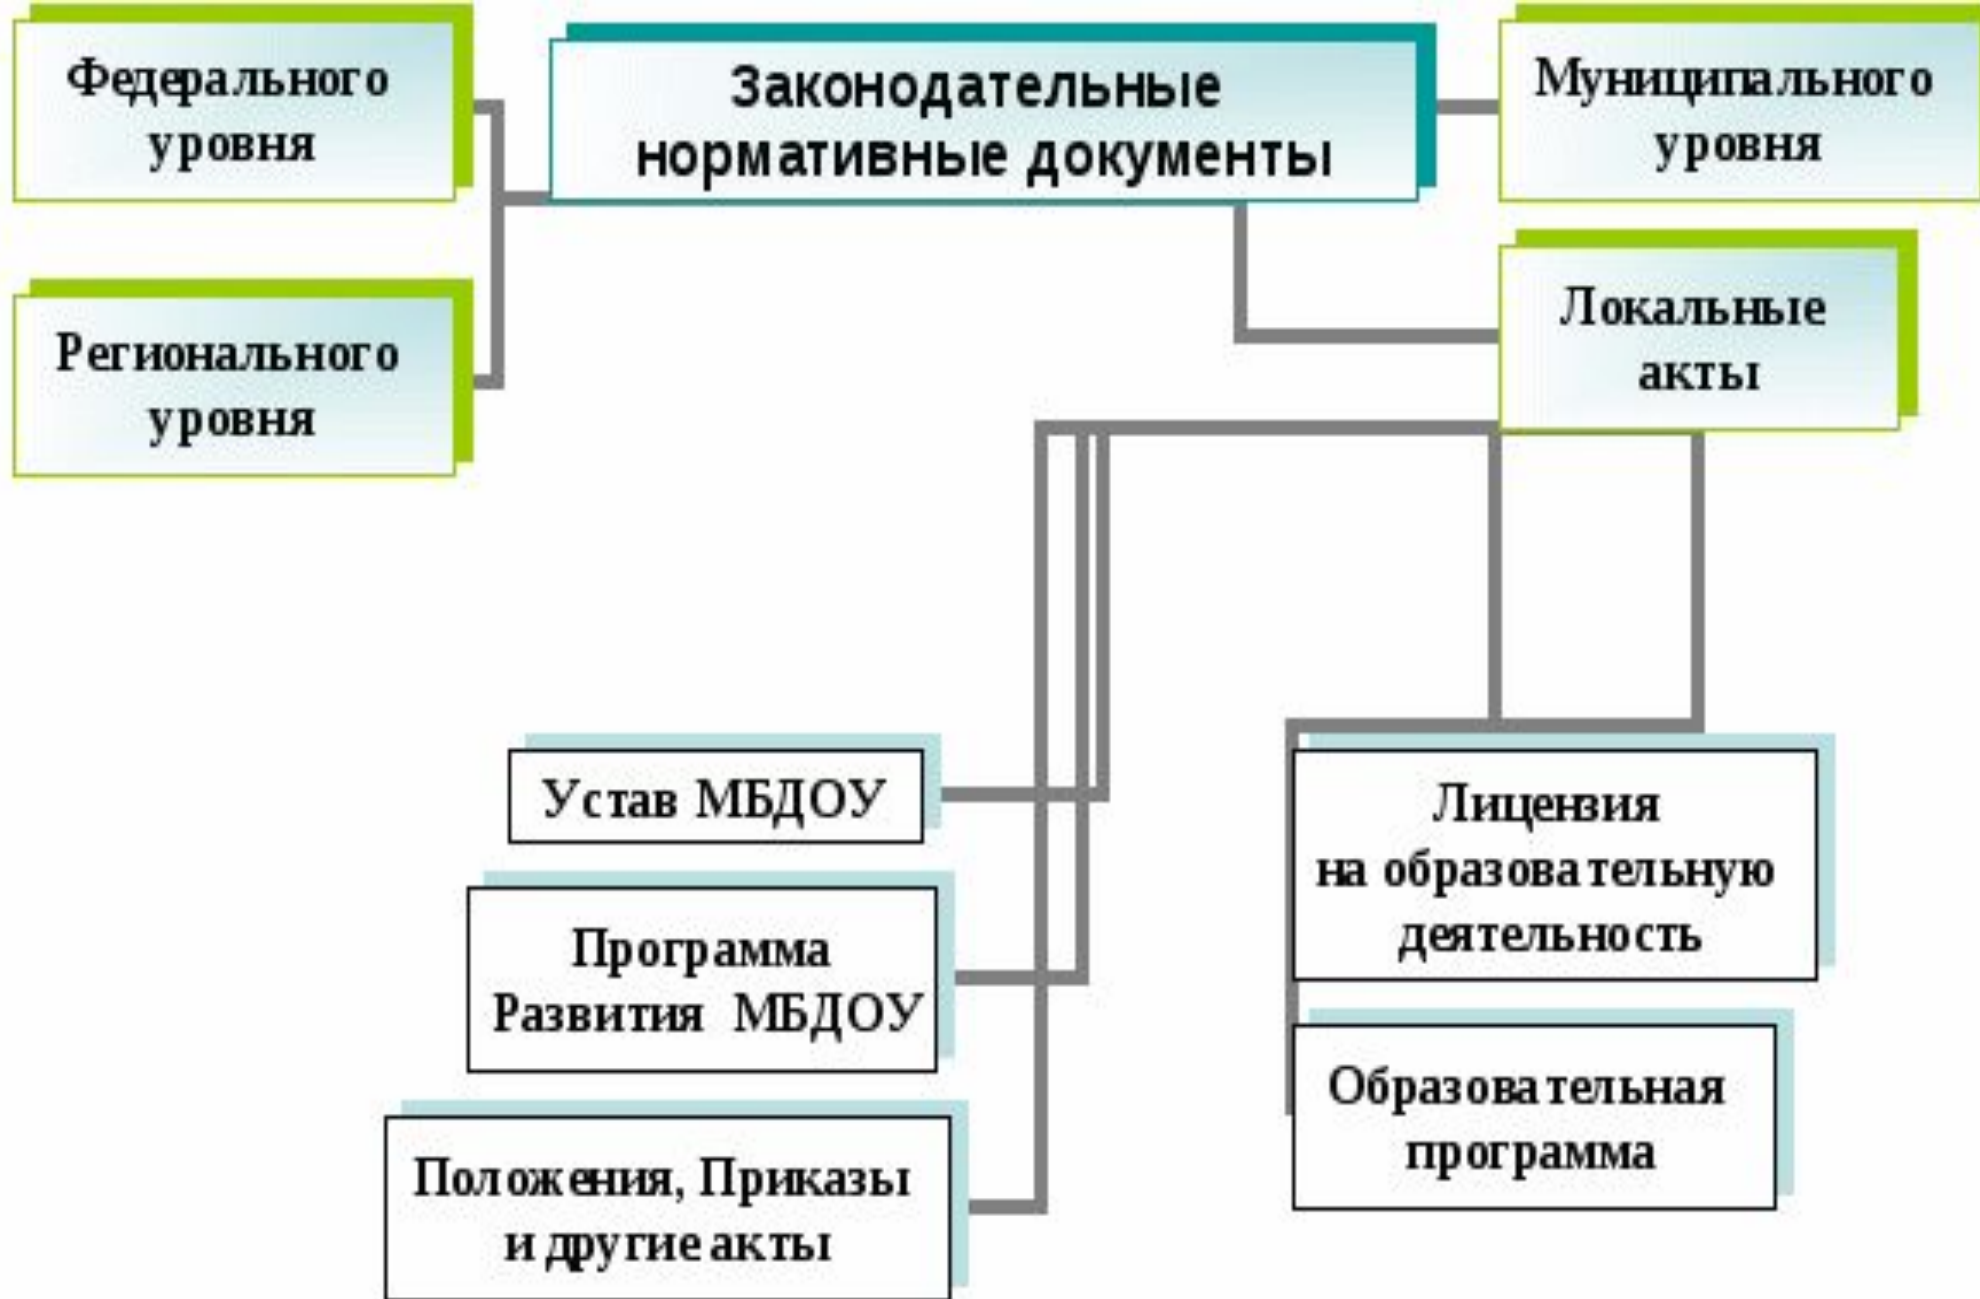 Федерального
уровня
Законодательные
нормативные документы
Муниципального
уровня
Регионального
уровня
Локальные
акты
Устав МБДОУ
Программа
Развития МБДОУ
Положения, Приказы
и другие акты
Лицензия
на образовательную
деятельность
Образовательная
программа